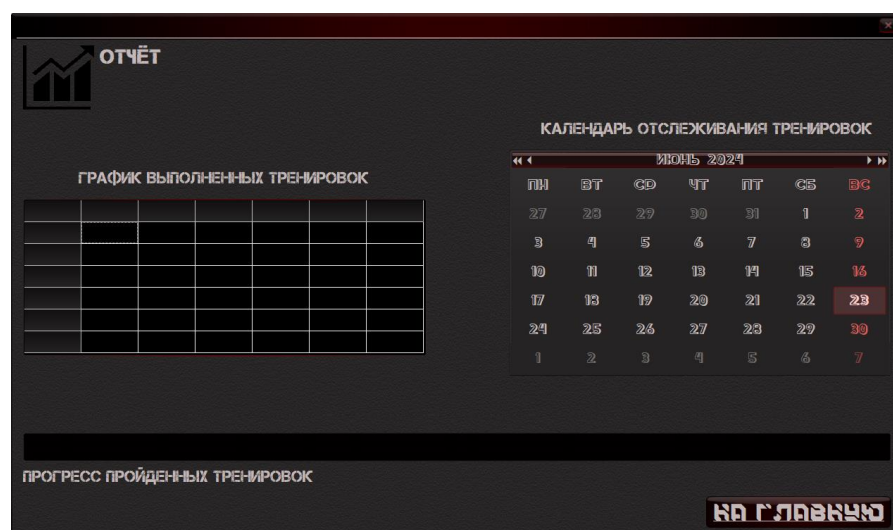 ОТЧЁТ
КАЛЕНДАРЬ ОТСЛЕЖИВАНИЯ ТРЕНИРОВОК
ИЮНЬ 2024
ГРАФИК ВЫПОЛНЕННЫХ ТРЕНИРОВОК
ПН ВТ СР ЧТ ПТ СБ ВС
27 28 29 30 31 1 2
3 4 5 6 7 8 9
10 11 12 13 14 15 16
17 18 19 20 21 22 23
24 25 26 27 28 29 30
1 2 3 4 5 6 7
ПРОГРЕСС ПРОЙДЕННЫХ ТРЕНИРОВОК
НА ГЛАВНУЮ